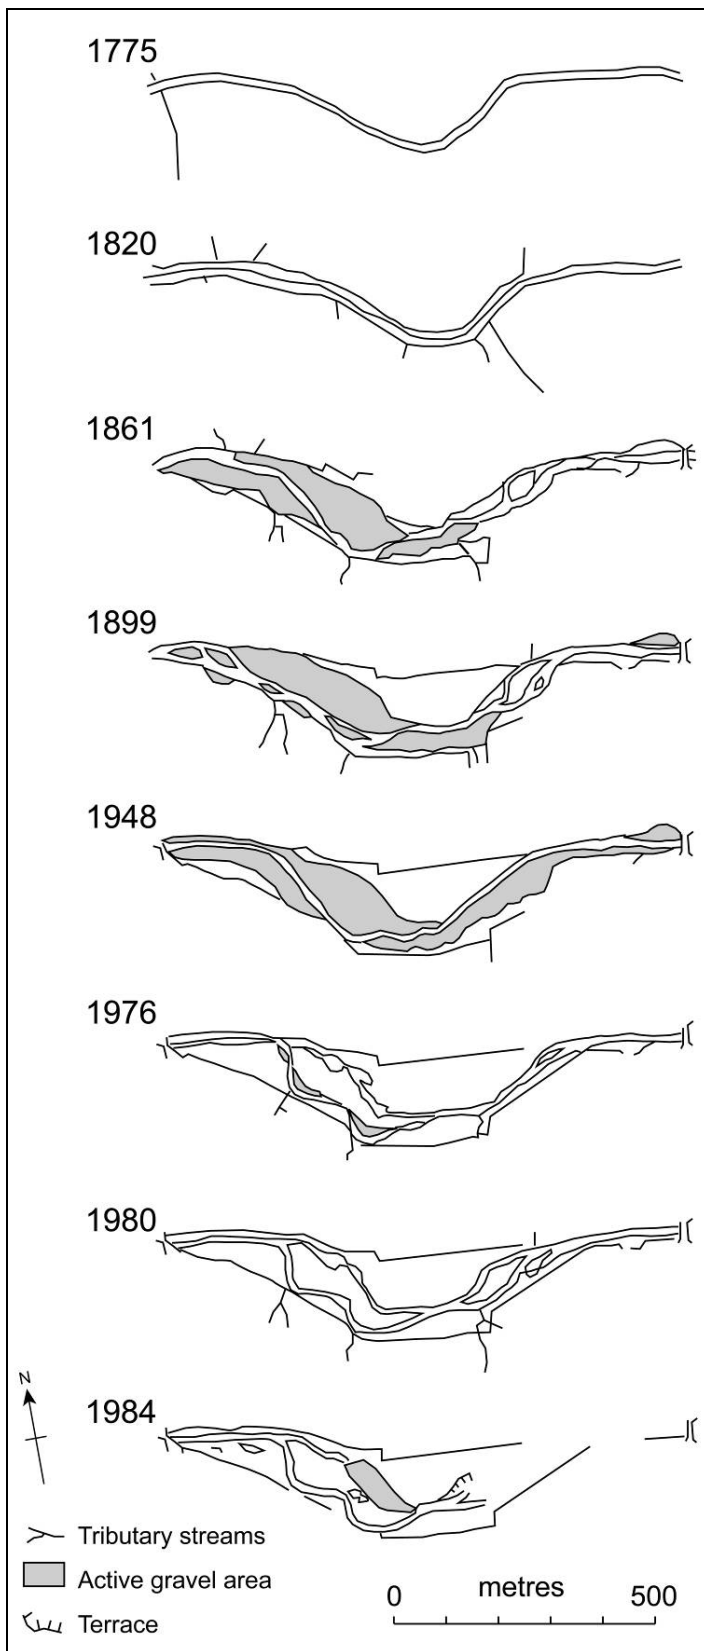 1775
1820
1861
1899
1948
1976
1980
N
1984
Tributary streams
Active gravel area
Terrace
0 metres 500